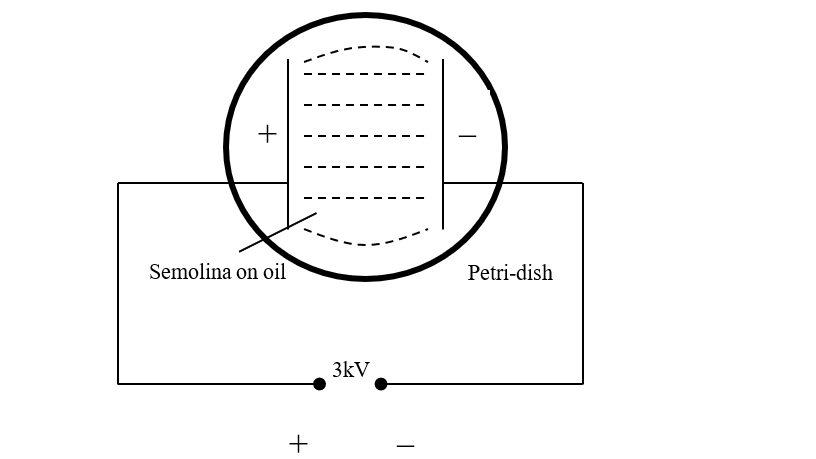 + –
Semolina on oil
Petri-dish
3kV
+ –